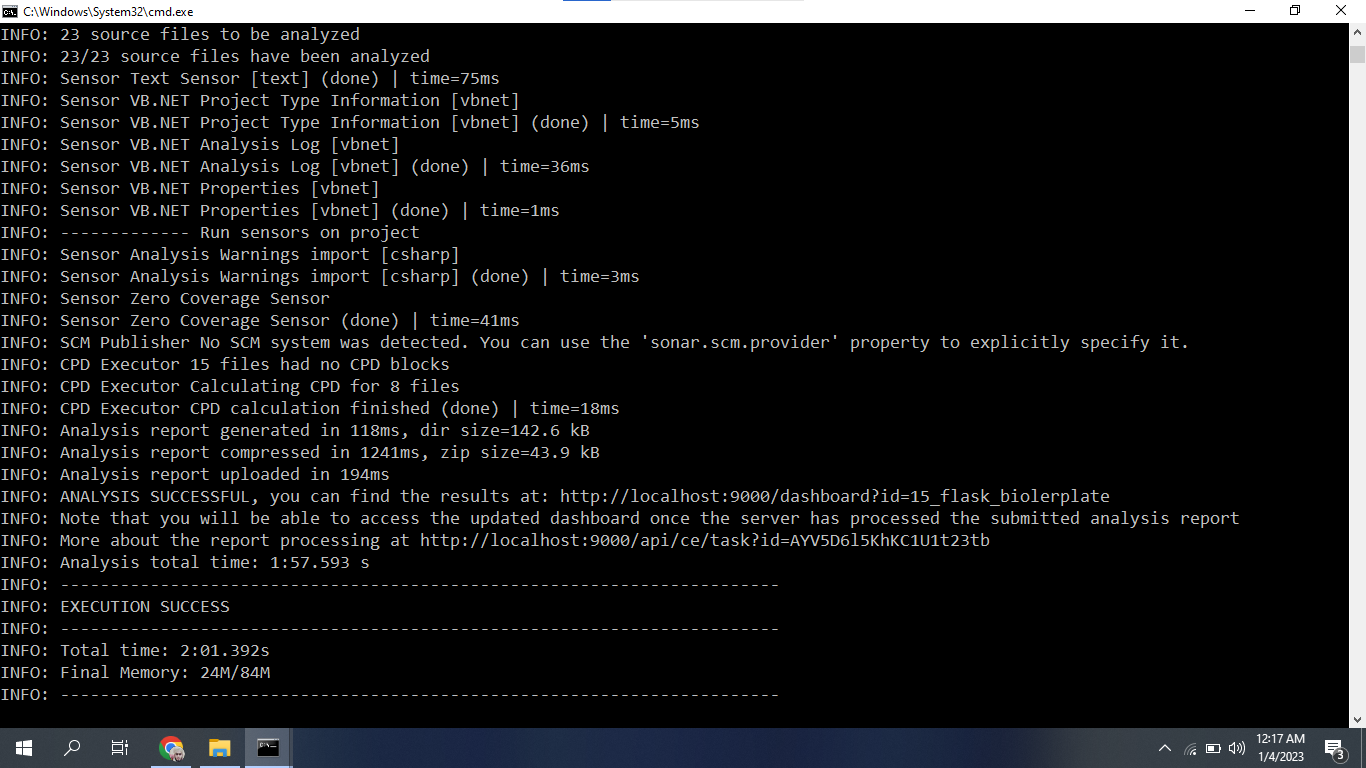 C:\Windows\System32\cmd.exe
INFO: 23 source files to be analyzed
INFO: 23/23 source files have been analyzed
INFO: Sensor Text Sensor [text] (done) | time=75ms
INFO: Sensor VB.NET Project Type Information [vbnet]
INFO: Sensor VB.NET Project Type Information [vbnet] (done) | time=5ms
INFO: Sensor VB.NET Analysis Log [vbnet]
INFO: Sensor VB.NET Analysis Log [vbnet] (done) | time=36ms
INFO: Sensor VB.NET Properties [vbnet]
INFO: Sensor VB.NET Properties [vbnet] (done) | time=1ms
INFO: ------------- Run sensors on project
INFO: Sensor Analysis Warnings import [csharp]
INFO: Sensor Analysis Warnings import [csharp] (done) | time=3ms
INFO: Sensor Zero Coverage Sensor
INFO: Sensor Zero Coverage Sensor (done) | time=41ms
INFO: SCM Publisher No SCM system was detected. You can use the 'sonar.scm.provider' property to explicitly specify it.
INFO: CPD Executor 15 files had no CPD blocks
INFO: CPD Executor Calculating CPD for 8 files
INFO: CPD Executor CPD calculation finished (done) | time=18ms
INFO: Analysis report generated in 118ms, dir size=142.6 kB
INFO: Analysis report compressed in 1241ms, zip size=43.9 kB
INFO: Analysis report uploaded in 194ms
INFO: ANALYSIS SUCCESSFUL, you can find the results at: http://localhost:9000/dashboard?id=15_flask_biolerplate
INFO: Note that you will be able to access the updated dashboard once the server has processed the submitted analysis report
INFO: More about the report processing at http://localhost:9000/api/ce/task?id=AYV5D6l5KhKC1U1t23tb
INFO: Analysis total time: 1:57.593 s
INFO: ------------------------------------------------------------------------
INFO: EXECUTION SUCCESS
INFO: ------------------------------------------------------------------------
INFO: Total time: 2:01.392s
INFO: Final Memory: 24M/84M
INFO: ------------------------------------------------------------------------
12:17 AM
1/4/2023
3